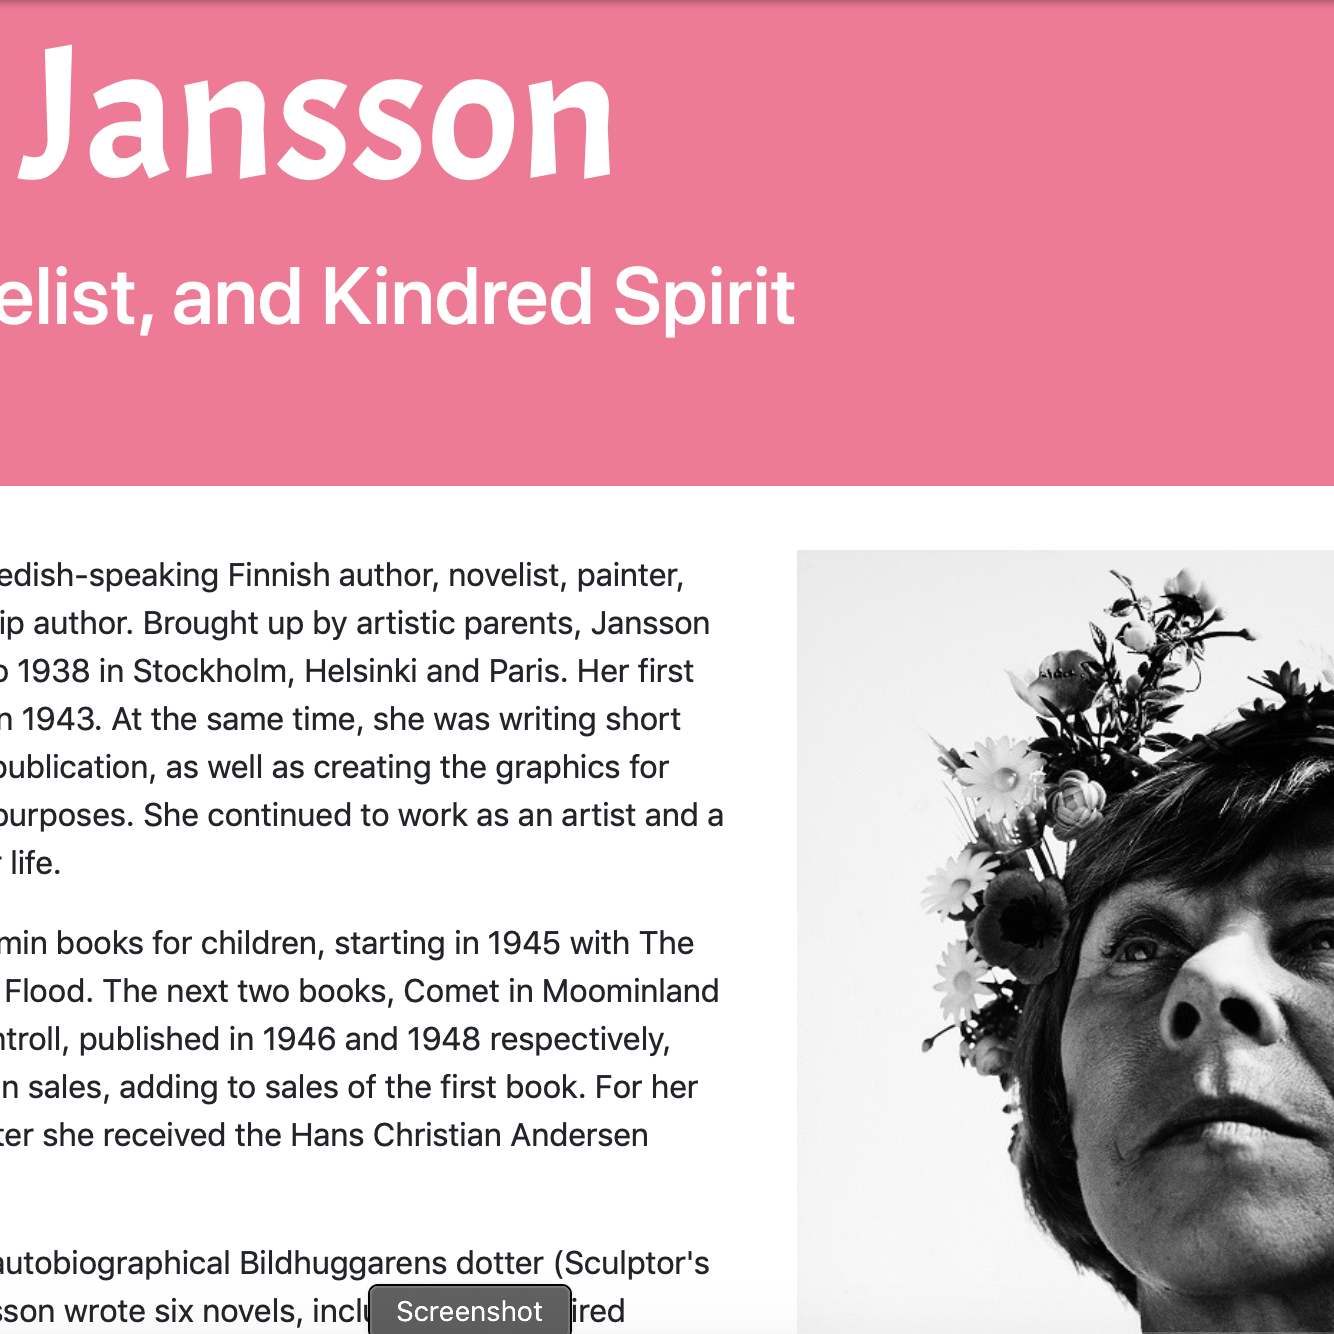 Jansson
elist, and Kindred Spirit
edish-speaking Finnish author, novelist, painter,
ip author. Brought up by artistic parents, Jansson
o 1938 in Stockholm, Helsinki and Paris. Her first
n 1943. At the same time, she was writing short
publication, as well as creating the graphics for
purposes. She continued to work as an artist and a
r life.
min books for children, starting in 1945 with The
Flood. The next two books, Comet in Moominland
ntroll, published in 1946 and 1948 respectively,
n sales, adding to sales of the first book. For her
ter she received the Hans Christian Andersen
autobiographical Bildhuggarens dotter (Sculptor's
sson wrote six novels, incl
ired
Screenshot